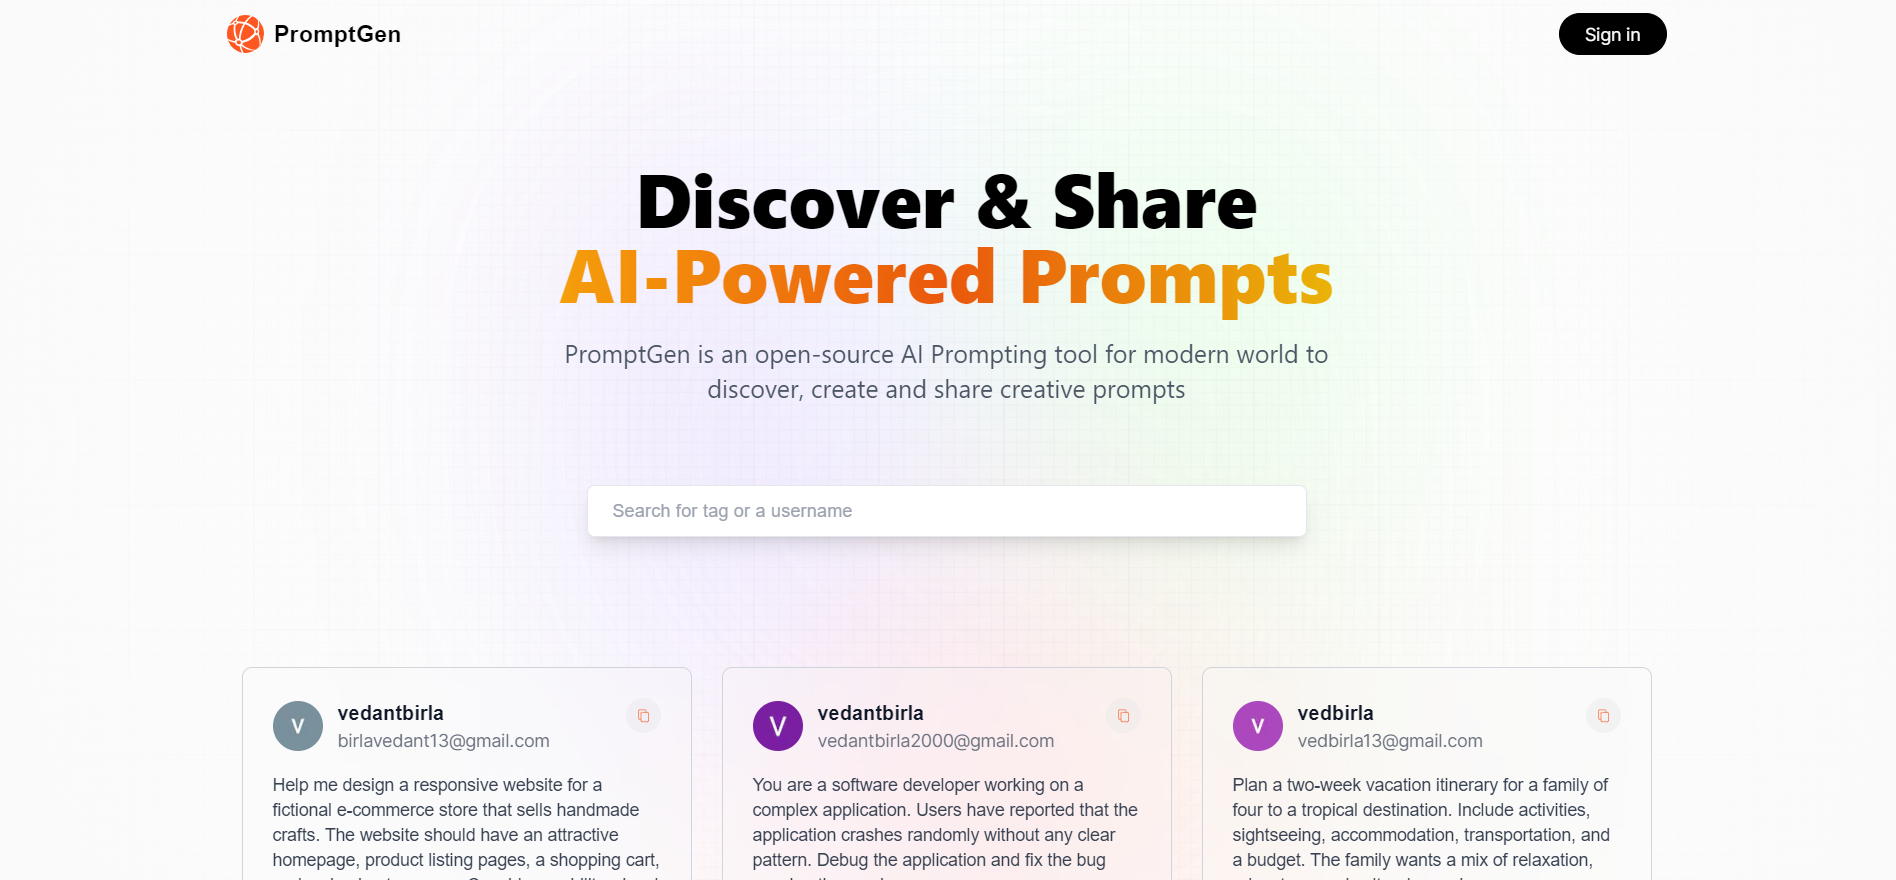 PromptGen
Sign in
Discover & Share
AI-Powered Prompts
PromptGen is an open-source AI Prompting tool for modern world to
discover, create and share creative prompts
Search for tag or a username
V
vedantbirla
birlavedant13@gmail.com
Help me design a responsive website for a
fictional e-commerce store that sells handmade
crafts. The website should have an attractive
homepage, product listing pages, a shopping cart,
V
vedantbirla
vedantbirla2000@gmail.com
You are a software developer working on a
complex application. Users have reported that the
application crashes randomly without any clear
pattern. Debug the application and fix the bug
V
vedbirla
vedbirla13@gmail.com
Plan a two-week vacation itinerary for a family of
four to a tropical destination. Include activities,
sightseeing, accommodation, transportation, and
a budget. The family wants a mix of relaxation,